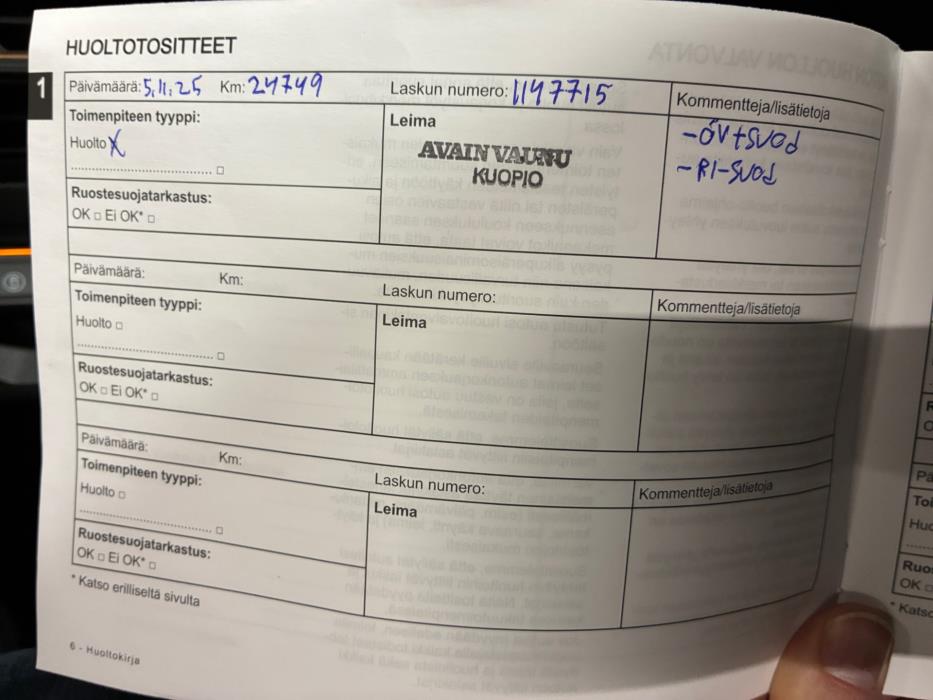 HUOLTOTOSITTEET
1
Päivämäärä: 5.11.25 Km: 24749 Laskun numero: 1147715 Kommentteja/lisätietoja
Toimenpiteen tyyppi: Leima
Huolto X
AVAIN VAUNU
KUOPIO
-ÖV+SUOd
-RI-SUOd
Ruostesuojatarkastus:
OK □ Ei OK* □
Päivämäärä: Km: Laskun numero: Kommentteja/lisätietoja
Toimenpiteen tyyppi: Leima
Huolto □
Ruostesuojatarkastus:
OK □ Ei OK* □
Päivämäärä: Km: Laskun numero: Kommentteja/lisätietoja
Toimenpiteen tyyppi: Leima
Huolto □
Ruostesuojatarkastus:
OK □ Ei OK* □
* Katso erilliseltä sivulta
6 - Huoltokirja